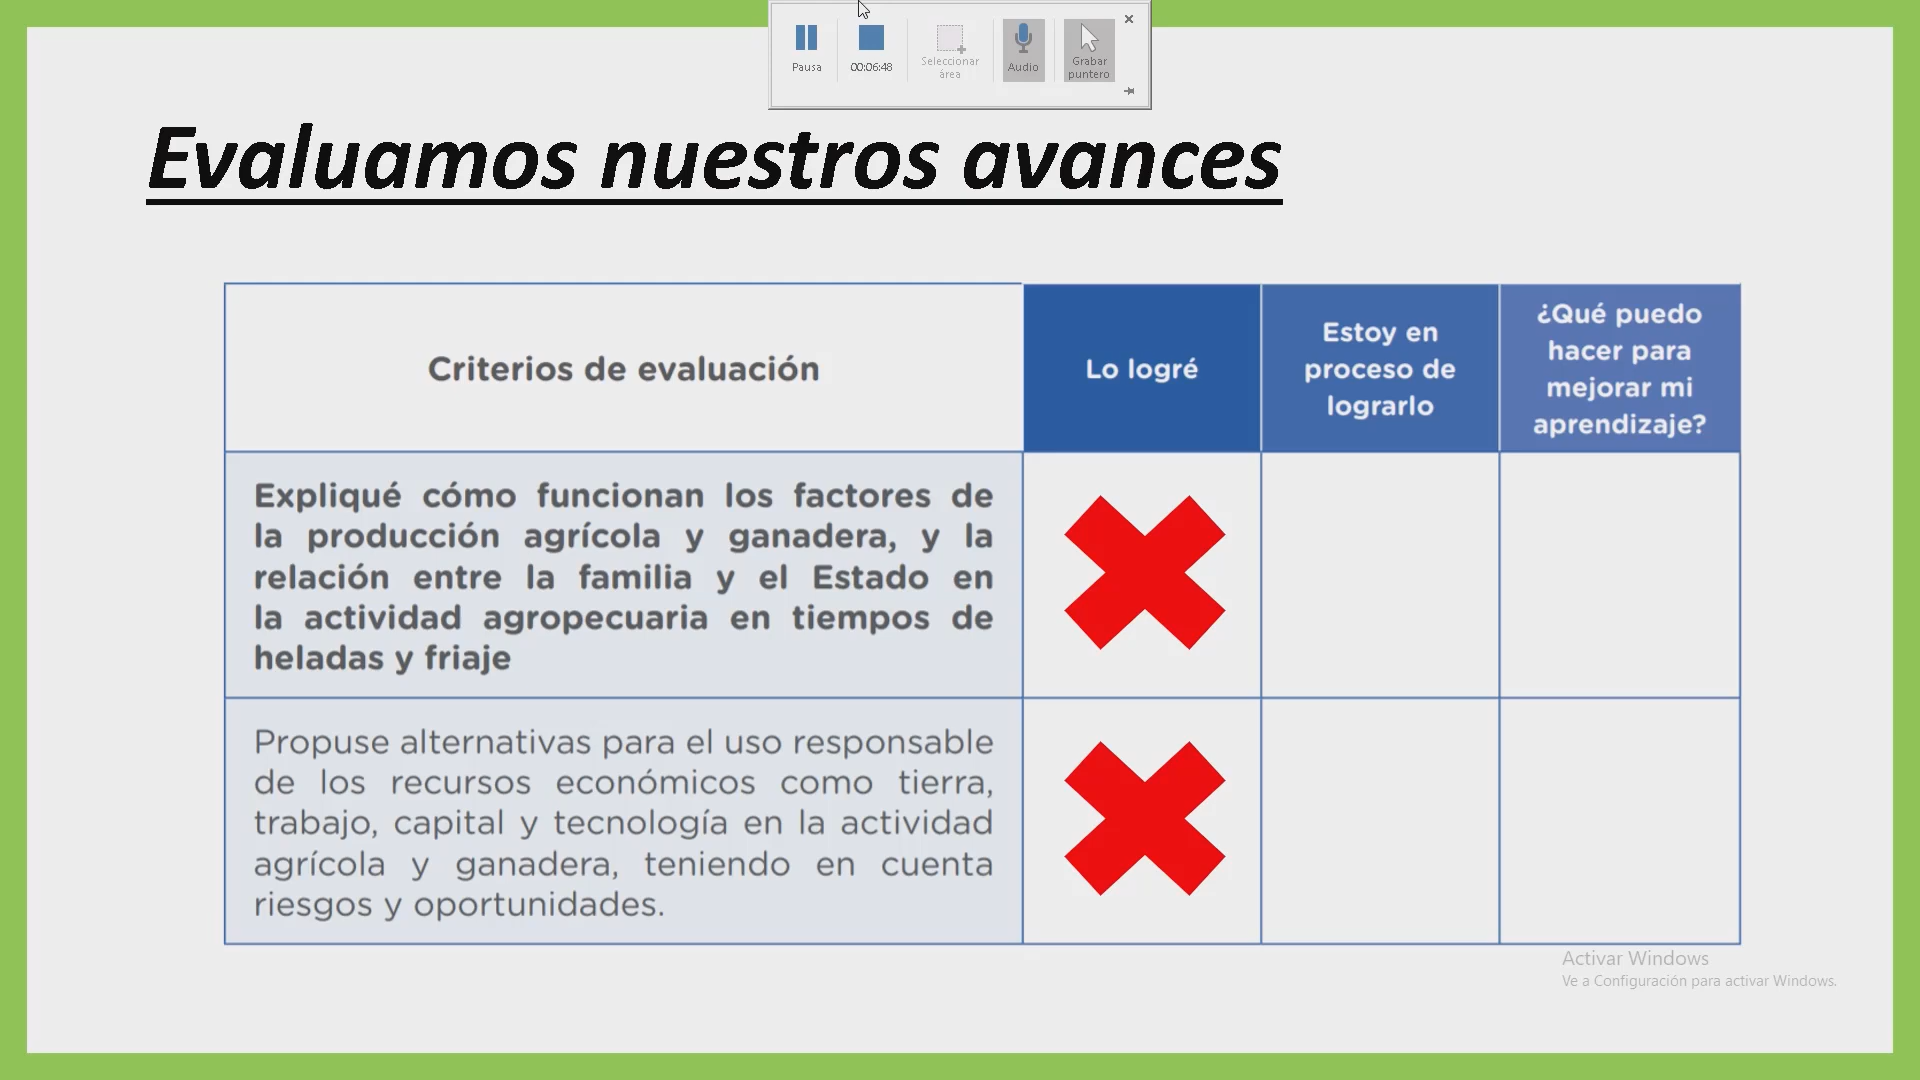 Pausa
00:06:48
Seleccionar
área
Audio
Grabar
puntero
Evaluamos nuestros avances
Criterios de evaluación
Lo logré
Estoy en
proceso de
lograrlo
¿Qué puedo
hacer para
mejorar mi
aprendizaje?
Expliqué cómo funcionan los factores de
la producción agrícola y ganadera, y la
relación entre la familia y el Estado en
la actividad agropecuaria en tiempos de
heladas y friaje
Propuse alternativas para el uso responsable
de los recursos económicos como tierra,
trabajo, capital y tecnología en la actividad
agrícola y ganadera, teniendo en cuenta
riesgos y oportunidades.
Activar Windows
Ve a Configuración para activar Windows.